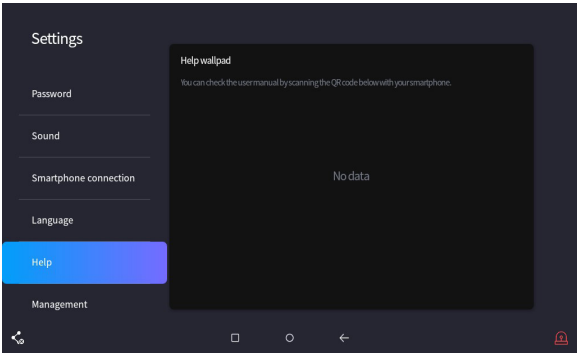 Settings
Help wallpad
You can check the user manual by scanning the QR code below with your smartphone.
Password
Sound
Smartphone connection
No data
Language
Help
Management